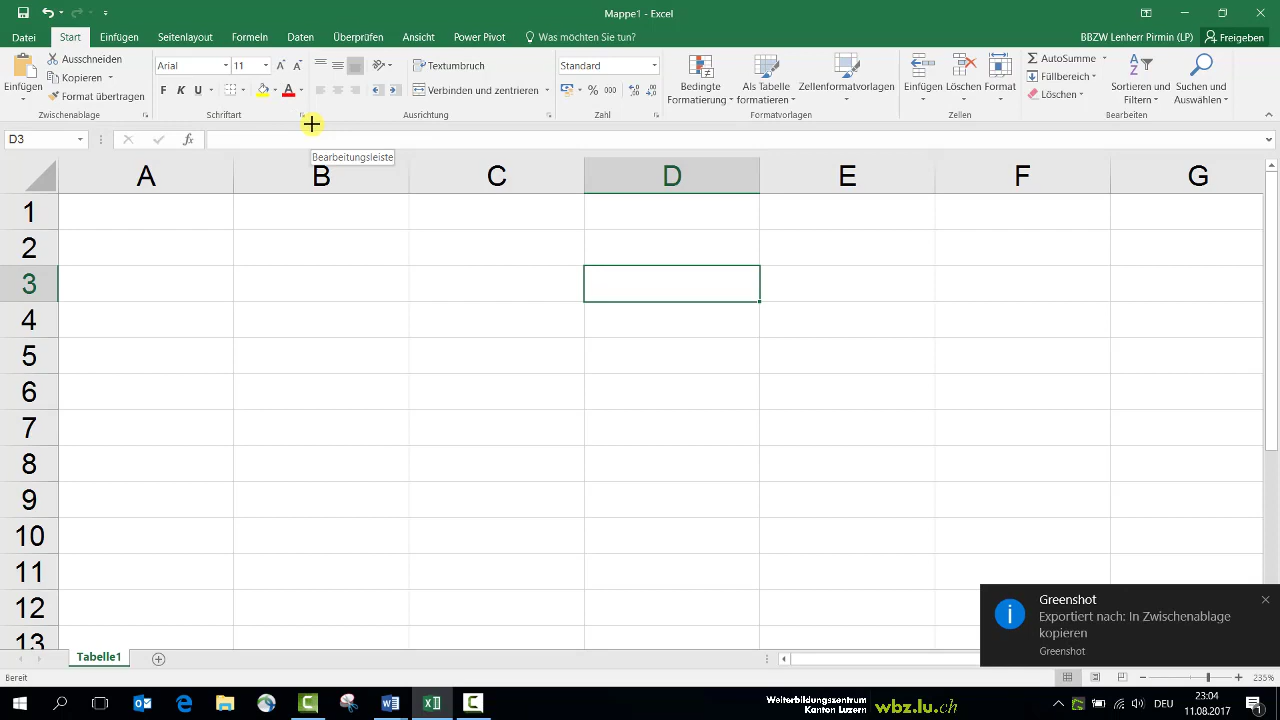 Mappe1 - Excel
Datei Start Einfügen Seitenlayout Formeln Daten Überprüfen Ansicht Power Pivot Was möchten Sie tun? BBZW Lenherr Pirmin (LP) Freigeben
Einfügen
Ausschneiden
Kopieren
Format übertragen
Zwischenablage
Arial 11
F K U
Schriftart
Textumbruch
Verbinden und zentrieren
Ausrichtung
Standard
% 000
Zahl
Bedingte Formatierung
Als Tabelle formatieren
Zellenformatvorlagen
Formatvorlagen
Einfügen Löschen Format
Zellen
AutoSumme
Füllbereich
Löschen
Sortieren und Filtern
Suchen und Auswählen
Bearbeiten
D3 fx
Bearbeitungsleiste
A B C D E F G
1
2
3
4
5
6
7
8
9
10
11
12
13
Greenshot
Exportiert nach: In Zwischenablage
kopieren
Greenshot
Tabelle1
Bereit 235%
Weiterbildungszentrum
Kanton Luzern
wbz.lu.ch
DEU
23:04
11.08.2017